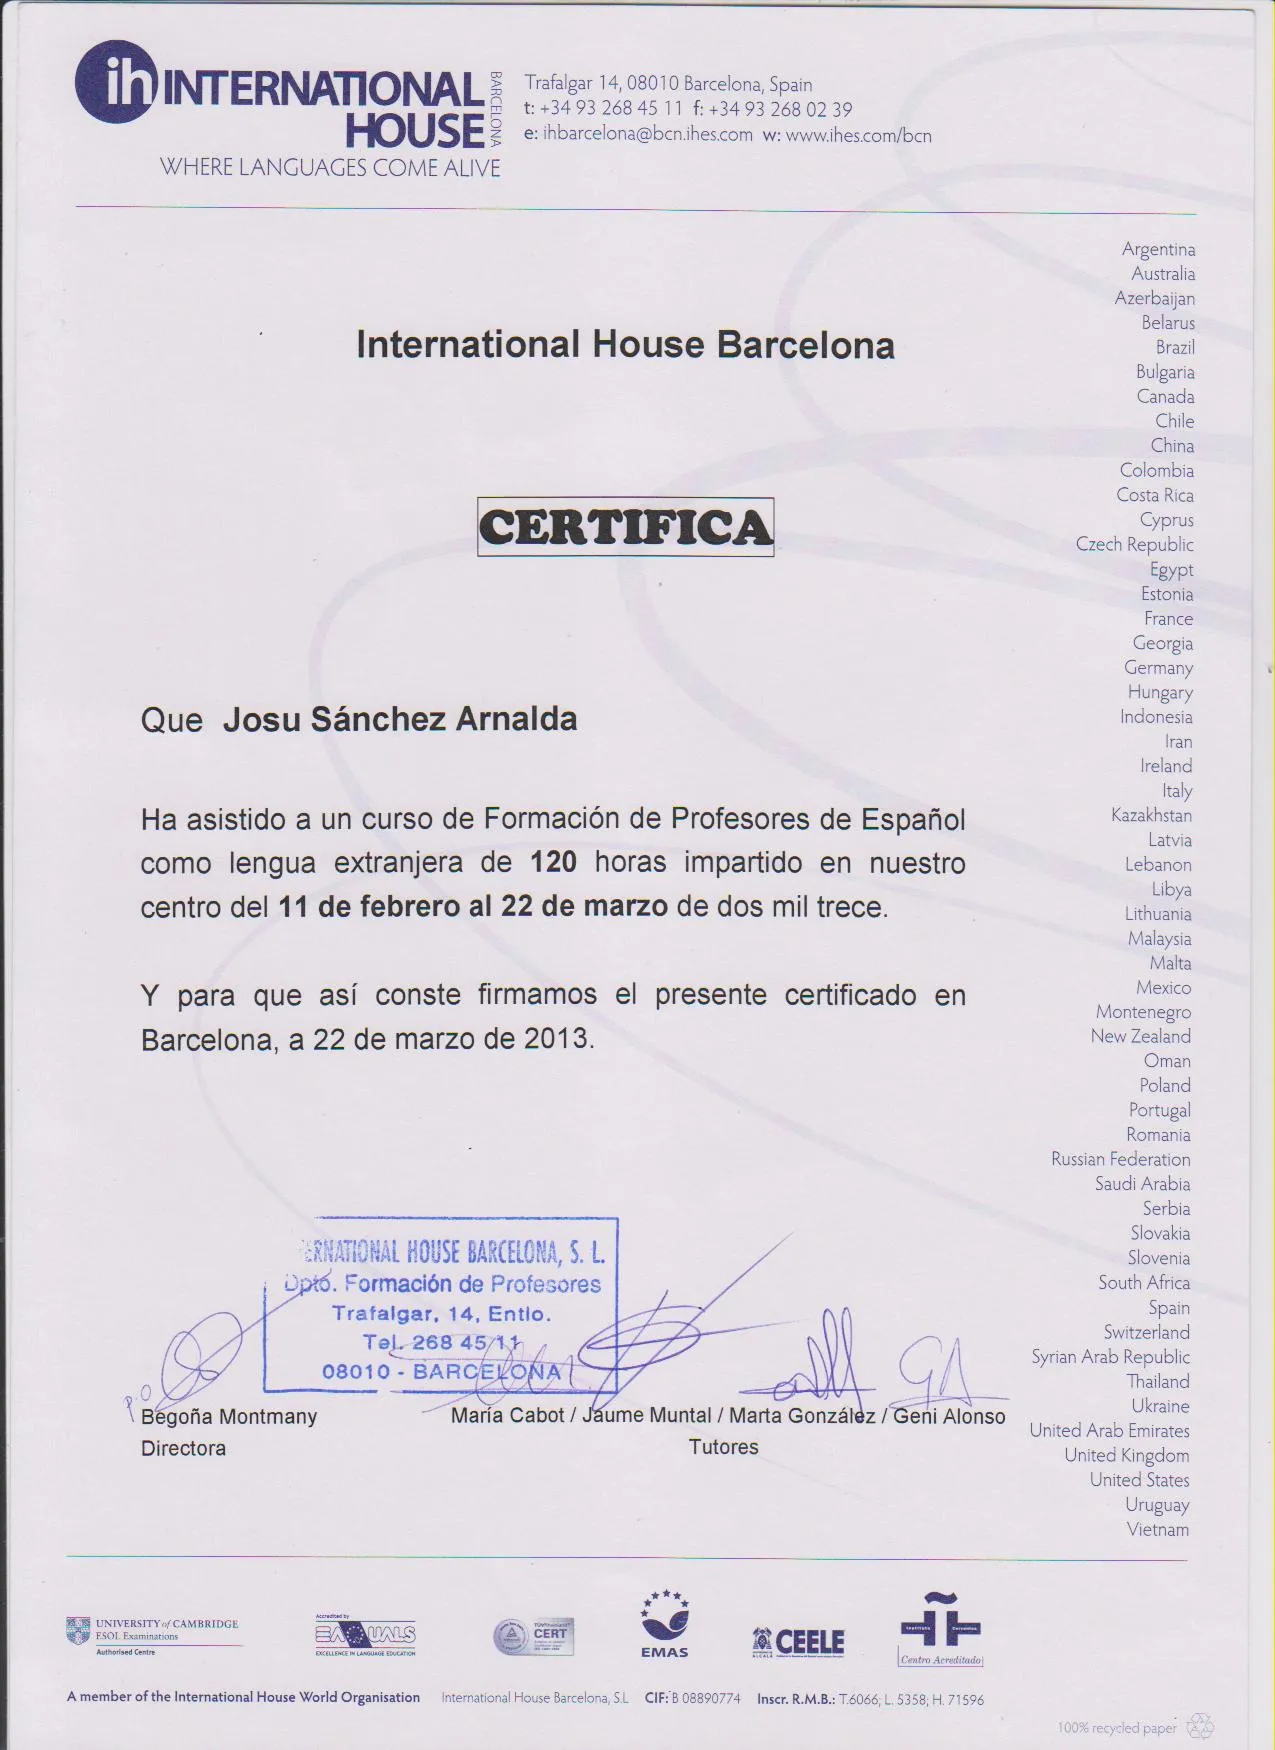 ih INTERNATIONAL
HOUSE
BARCELONA
WHERE LANGUAGES COME ALIVE
Trafalgar 14, 08010 Barcelona, Spain
t: +34 93 268 45 11 f: +34 93 268 02 39
e: ihbarcelona@bcn.ihes.com w: www.ihes.com/bcn
International House Barcelona
CERTIFICA
Que Josu Sánchez Arnalda
Ha asistido a un curso de Formación de Profesores de Español
como lengua extranjera de 120 horas impartido en nuestro
centro del 11 de febrero al 22 de marzo de dos mil trece.
Y para que así conste firmamos el presente certificado en
Barcelona, a 22 de marzo de 2013.
Argentina
Australia
Azerbaijan
Belarus
Brazil
Bulgaria
Canada
Chile
China
Colombia
Costa Rica
Cyprus
Czech Republic
Egypt
Estonia
France
Georgia
Germany
Hungary
Indonesia
Iran
Ireland
Italy
Kazakhstan
Latvia
Lebanon
Libya
Lithuania
Malaysia
Malta
Mexico
Montenegro
New Zealand
Oman
Poland
Portugal
Romania
Russian Federation
Saudi Arabia
Serbia
Slovakia
Slovenia
South Africa
Spain
Switzerland
Syrian Arab Republic
Thailand
Ukraine
United Arab Emirates
United Kingdom
United States
Uruguay
Vietnam
ERNATIONAL HOUSE BARCELONA, S. L.
Dpto. Formación de Profesores
Trafalgar, 14, Entlo.
Tel. 268 45 11
08010 - BARCELONA
P.O
Begoña Montmany
Directora
María Cabot / Jaume Muntal / Marta González / Geni Alonso
Tutores
UNIVERSITY of CAMBRIDGE
ESOL Examinations
Authorised Centre
Accredited by
EAQUALS
EXCELLENCE IN LANGUAGE EDUCATION
CERT
EMAS
CEELE
ALCALÁ
Instituto Cervantes
Centro Acreditado
A member of the International House World Organisation International House Barcelona, S.L CIF: B 08890774 Inscr. R.M.B.: T.6066; L. 5358; H. 71596
100% recycled paper